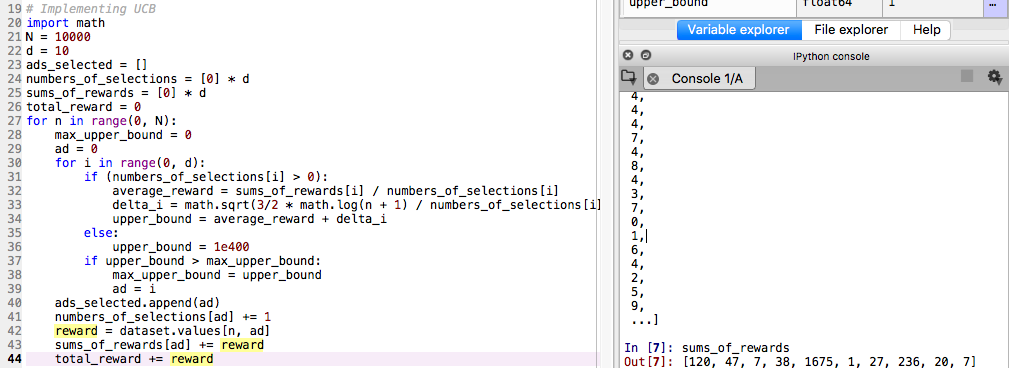 19 # Implementing UCB
20 import math
21 N = 10000
22 d = 10
23 ads_selected = []
24 numbers_of_selections = [0] * d
25 sums_of_rewards = [0] * d
26 total_reward = 0
27 for n in range(0, N):
28     max_upper_bound = 0
29     ad = 0
30     for i in range(0, d):
31         if (numbers_of_selections[i] > 0):
32             average_reward = sums_of_rewards[i] / numbers_of_selections[i]
33             delta_i = math.sqrt(3/2 * math.log(n + 1) / numbers_of_selections[i]
34             upper_bound = average_reward + delta_i
35         else:
36             upper_bound = 1e400
37         if upper_bound > max_upper_bound:
38             max_upper_bound = upper_bound
39             ad = i
40     ads_selected.append(ad)
41     numbers_of_selections[ad] += 1
42     reward = dataset.values[n, ad]
43     sums_of_rewards[ad] += reward
44     total_reward += reward
upper_bound float64 1 ...
Variable explorer File explorer Help
IPython console
Console 1/A
4,
4,
4,
7,
4,
8,
4,
3,
7,
0,
1,
6,
4,
2,
5,
9,
...]
In [7]: sums_of_rewards
Out[7]: [120, 47, 7, 38, 1675, 1, 27, 236, 20, 7]